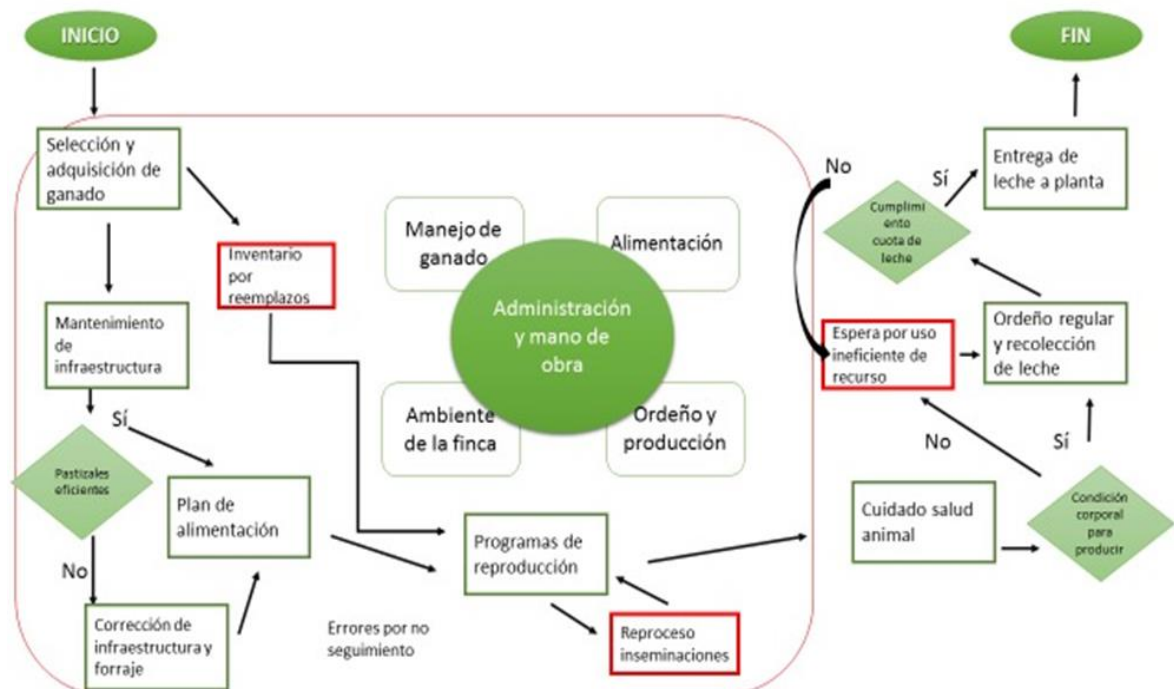 INICIO
FIN
Selección y
adquisición de
ganado
Inventario
por
reemplazos
Mantenimiento
de
infraestructura
Sí
Pastizales
eficientes
No
Plan de
alimentación
Corrección de
infraestructura y
forraje
Errores por no
seguimiento
Manejo de
ganado
Alimentación
Administración
y mano de
obra
Ambiente
de la finca
Ordeño y
producción
Programas de
reproducción
Reproceso
inseminaciones
Cuidado salud
animal
Condición
corporal
para
producir
No
Sí
Espera por uso
ineficiente de
recurso
Ordeño regular
y recolección
de leche
Cumplimi
ento
cuota de
leche
No
Sí
Entrega de
leche a planta